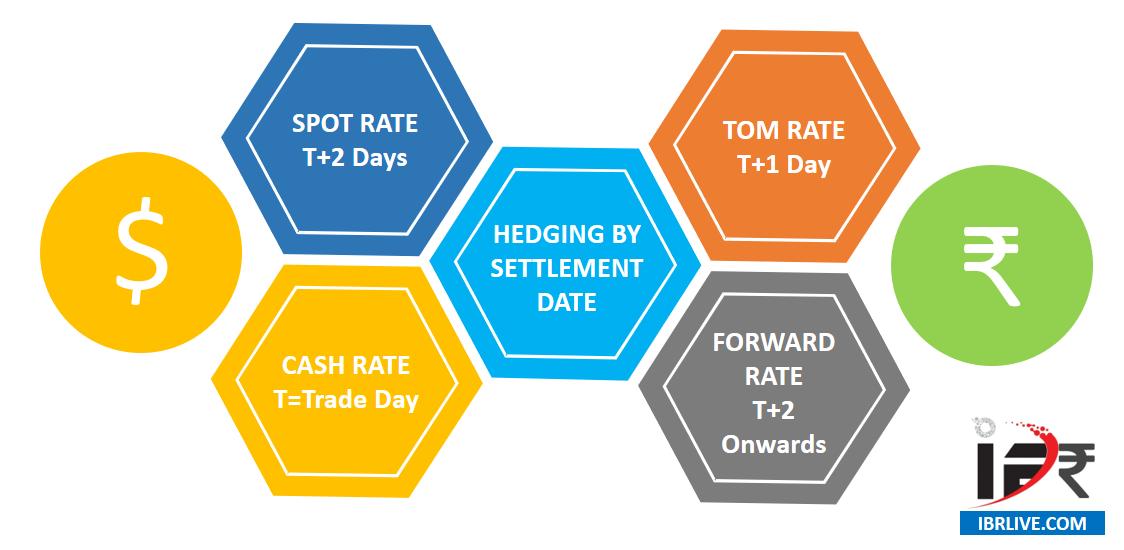 SPOT RATE
T+2 Days
TOM RATE
T+1 Day
$
HEDGING BY
SETTLEMENT
DATE
₹
CASH RATE
T=Trade Day
FORWARD
RATE
T+2
Onwards
IBR₹
IBRLIVE.COM